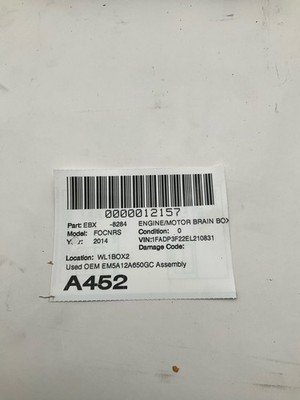 0000012157
Part: EBX -8284 ENGINE/MOTOR BRAIN BOX
Model: FOCNRS Condition: 0
2014 VIN:1FADP3F22EL210831
Damage Code:
Location: WL1BOX2
Used OEM EM5A12A650GC Assembly
A452